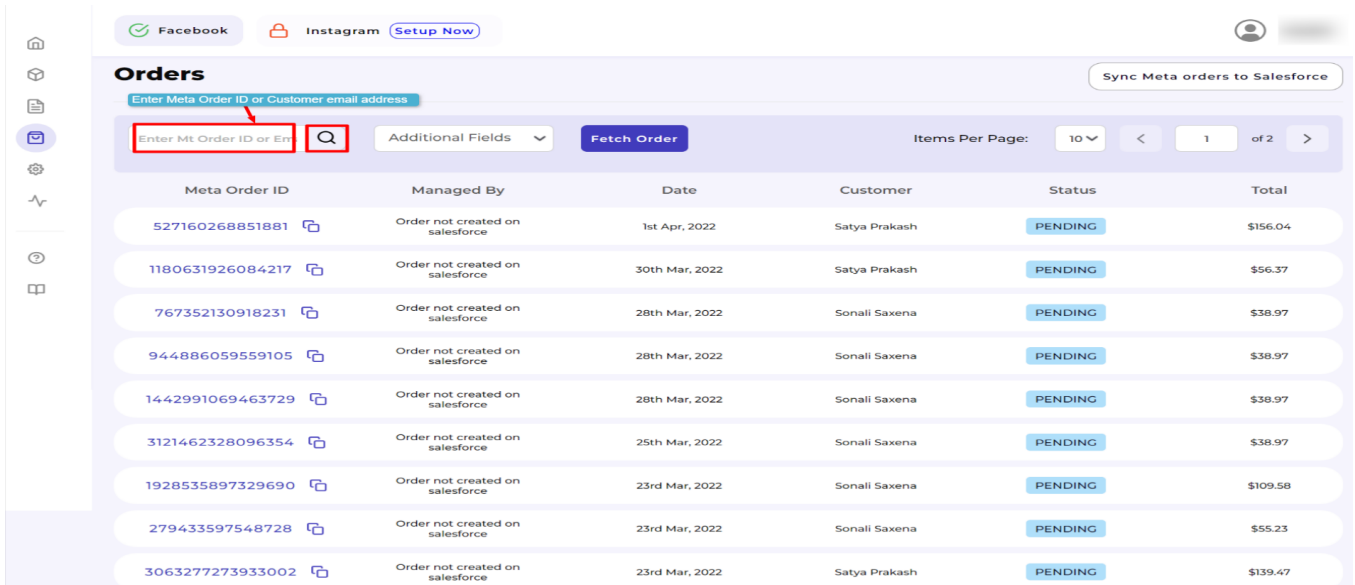 Facebook Instagram Setup Now
Orders Sync Meta orders to Salesforce
Enter Meta Order ID or Customer email address
Enter Mt Order ID or Em Additional Fields Fetch Order Items Per Page: 10 1 of 2
Meta Order ID Managed By Date Customer Status Total
527160268851881 Order not created on salesforce 1st Apr, 2022 Satya Prakash PENDING $156.04
1180631926084217 Order not created on salesforce 30th Mar, 2022 Satya Prakash PENDING $56.37
767352130918231 Order not created on salesforce 28th Mar, 2022 Sonali Saxena PENDING $38.97
944886059559105 Order not created on salesforce 28th Mar, 2022 Sonali Saxena PENDING $38.97
1442991069463729 Order not created on salesforce 28th Mar, 2022 Sonali Saxena PENDING $38.97
3121462328096354 Order not created on salesforce 25th Mar, 2022 Sonali Saxena PENDING $38.97
1928535897329690 Order not created on salesforce 23rd Mar, 2022 Sonali Saxena PENDING $109.58
279433597548728 Order not created on salesforce 23rd Mar, 2022 Sonali Saxena PENDING $55.23
3063277273933002 Order not created on salesforce 23rd Mar, 2022 Satya Prakash PENDING $139.47